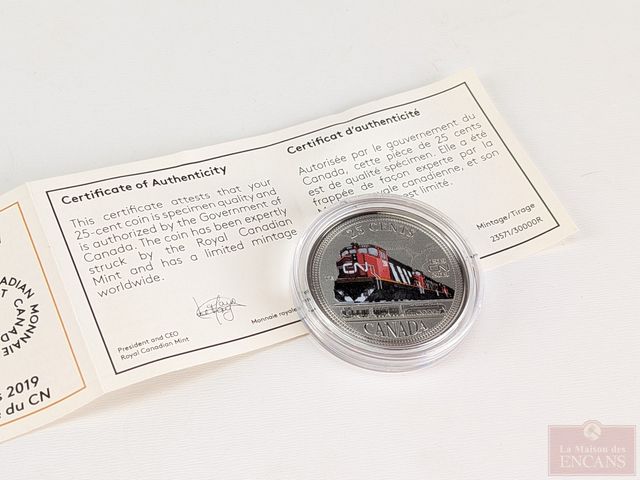 ADIAN
MONNAIE
CANAD
T
s 2019
du CN
Certificate of Authenticity
This certificate attests that your
25-cent coin is specimen quality and
is authorized by the Government of
Canada. The coin has been expertly
struck by the Royal Canadian
Mint and has a limited mintage
worldwide.
President and CEO
Royal Canadian Mint
Monnaie royale
Certificat d'authenticité
Autorisée par le gouvernement du
Canada, cette pièce de 25 cents
est de qualité spécimen. Elle a été
frappée de façon experte par la
ale canadienne, et son
est limité.
Mintage/Tirage
23571/30000R
25 CENTS
CN
CN
CANADA
La Maison des
ENCANS